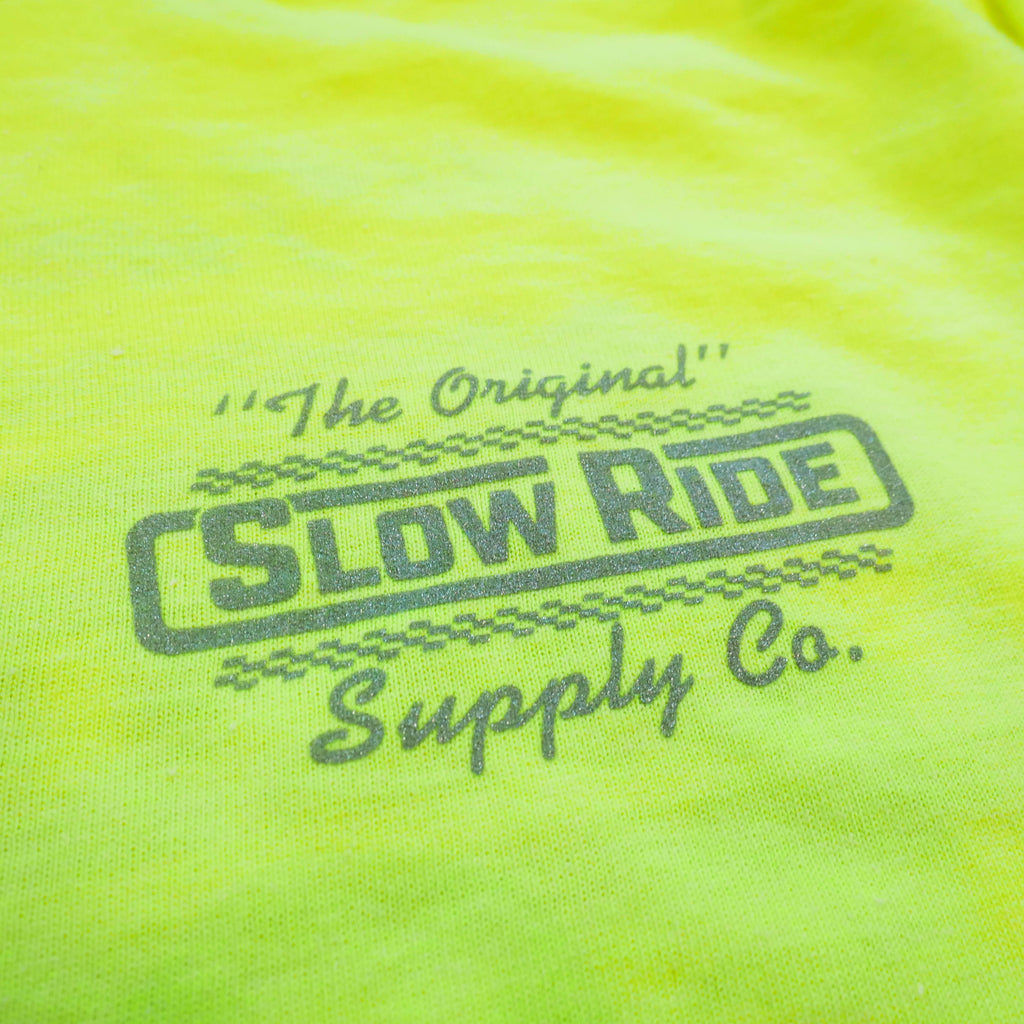 "The Original"
SLOW RIDE
Supply Co.